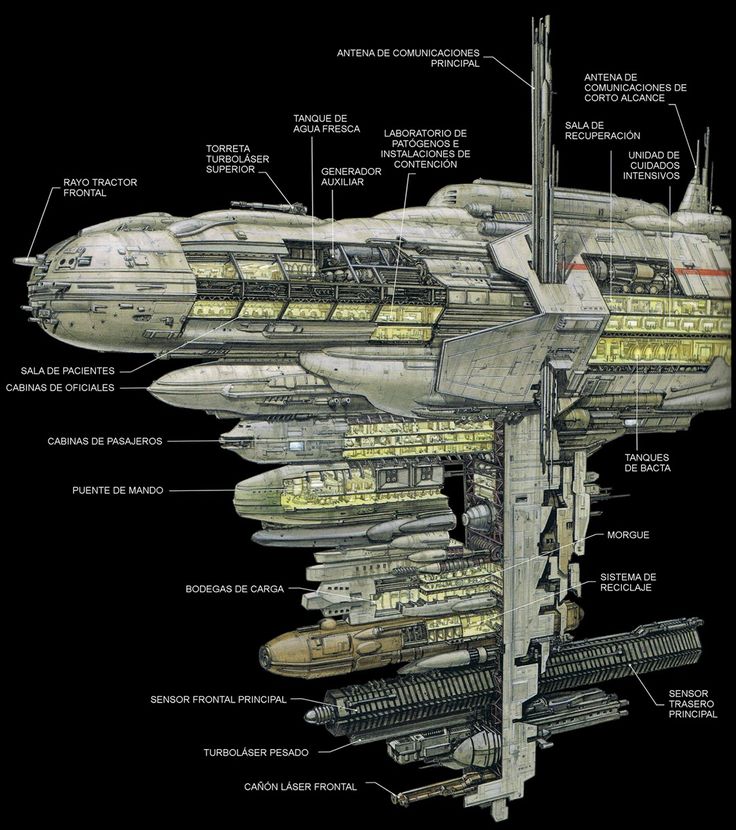 ANTENA DE COMUNICACIONES
PRINCIPAL
ANTENA DE
COMUNICACIONES DE
CORTO ALCANCE
TANQUE DE
AGUA FRESCA
LABORATORIO DE
PATÓGENOS E
INSTALACIONES DE
CONTENCIÓN
SALA DE
RECUPERACIÓN
TORRETA
TURBOLÁSER
SUPERIOR
GENERADOR
AUXILIAR
UNIDAD DE
CUIDADOS
INTENSIVOS
RAYO TRACTOR
FRONTAL
SALA DE PACIENTES
CABINAS DE OFICIALES
CABINAS DE PASAJEROS
TANQUES
DE BACTA
PUENTE DE MANDO
MORGUE
BODEGAS DE CARGA
SISTEMA DE
RECICLAJE
SENSOR FRONTAL PRINCIPAL
SENSOR
TRASERO
PRINCIPAL
TURBOLÁSER PESADO
CAÑÓN LÁSER FRONTAL